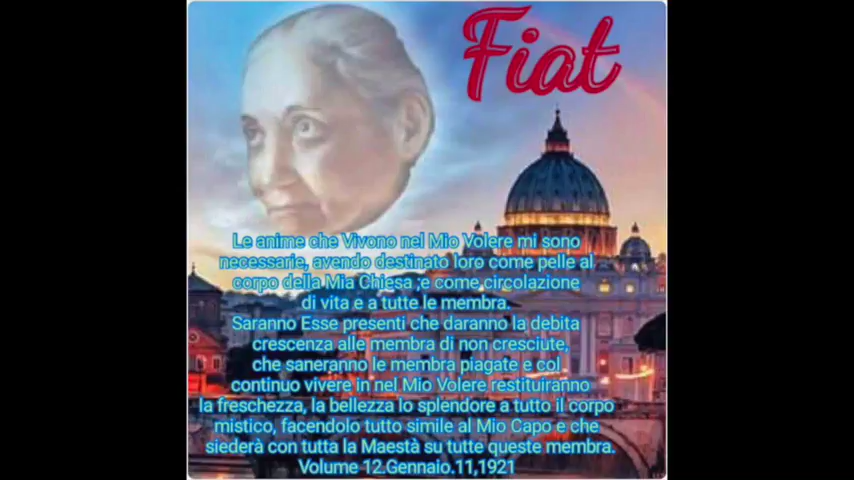 Fiat
Le anime che Vivono nel Mio Volere mi sono
necessarie, avendo destinato loro come pelle al
corpo della Mia Chiesa ;e come circolazione
di vita e a tutte le membra.
Saranno Esse presenti che daranno la debita
crescenza alle membra di non cresciute,
che saneranno le membra piagate e col
continuo vivere in nel Mio Volere restituiranno
la freschezza, la bellezza lo splendore a tutto il corpo
mistico, facendolo tutto simile al Mio Capo e che
siederà con tutta la Maestà su tutte queste membra.
Volume 12.Gennaio.11,1921